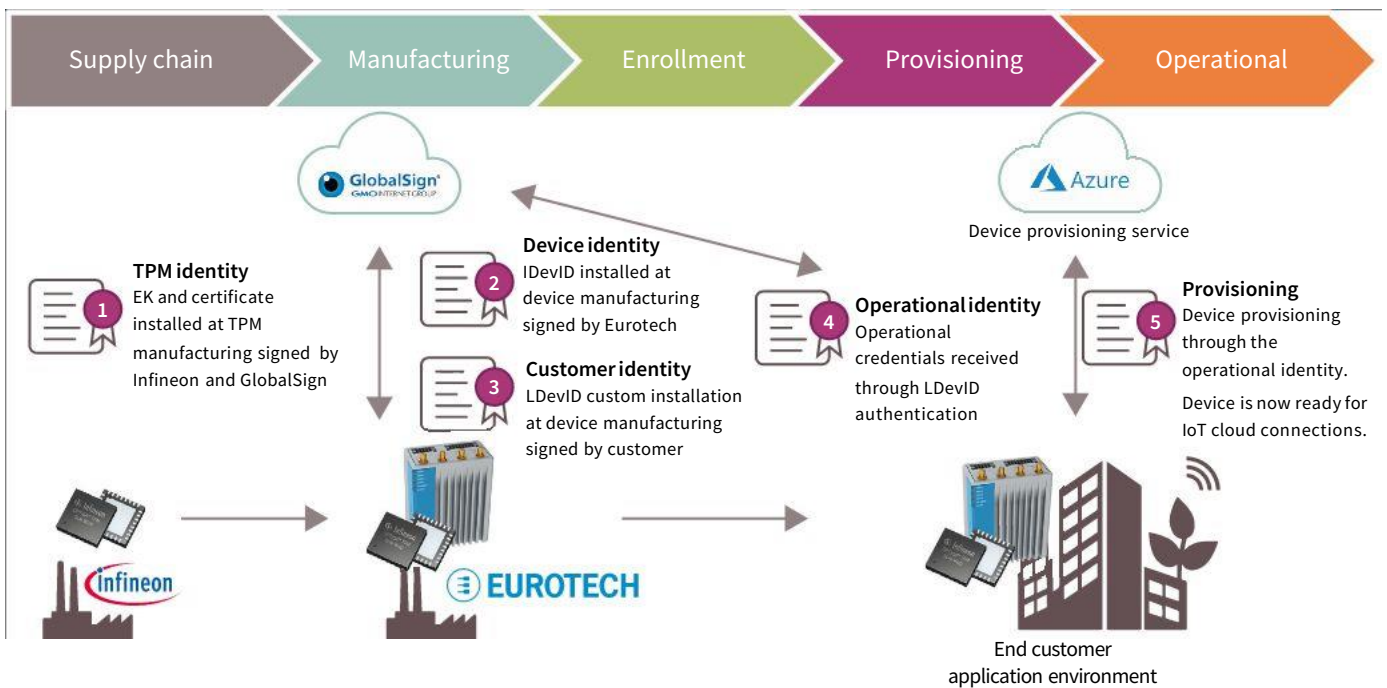 Supply chain
Manufacturing
Enrollment
Provisioning
Operational
GlobalSign
GMO INTERNET GROUP
Azure
Device provisioning service
1
TPM identity
EK and certificate
installed at TPM
manufacturing signed by
Infineon and GlobalSign
2
Device identity
IDevID installed at
device manufacturing
signed by Eurotech
3
Customer identity
LDevID custom installation
at device manufacturing
signed by customer
4
Operational identity
Operational
credentials received
through LDevID
authentication
5
Provisioning
Device provisioning
through the
operational identity.
Device is now ready for
IoT cloud connections.
infineon
EUROTECH
End customer
application environment